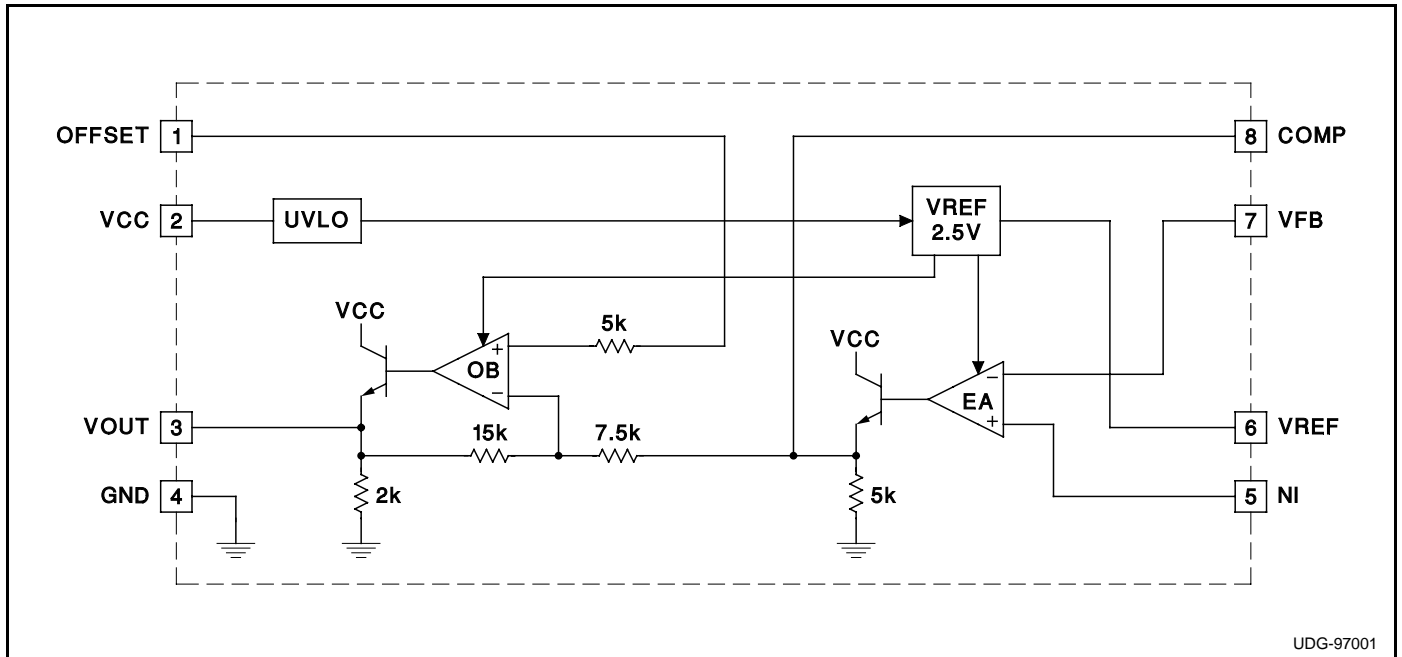 OFFSET 1
8 COMP
VCC 2
UVLO
VREF
2.5V
7 VFB
VCC
5k
+
OB
−
VCC
−
EA
+
VOUT 3
15k
7.5k
6 VREF
GND 4
2k
5k
5 NI
UDG-97001